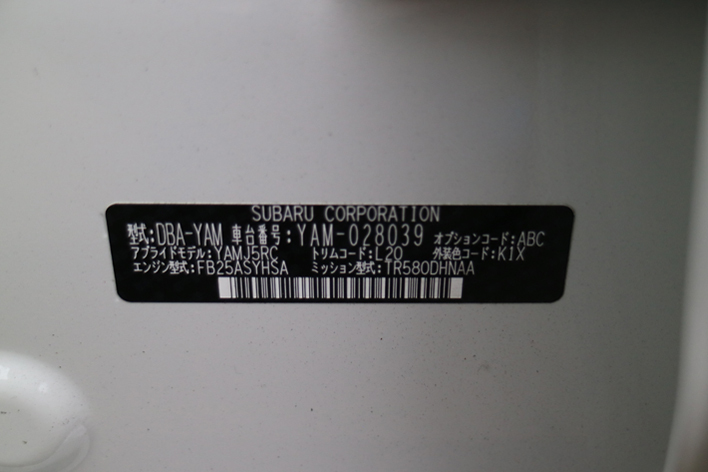 SUBARU CORPORATION
型式:DBA-YAM 車台番号:YAM-028039 オプションコード:ABC
アプライドモデル:YAMJ5RC トリムコード:L20 外装色コード:K1X
エンジン型式:FB25ASYHSA ミッション型式:TR580DHNAA